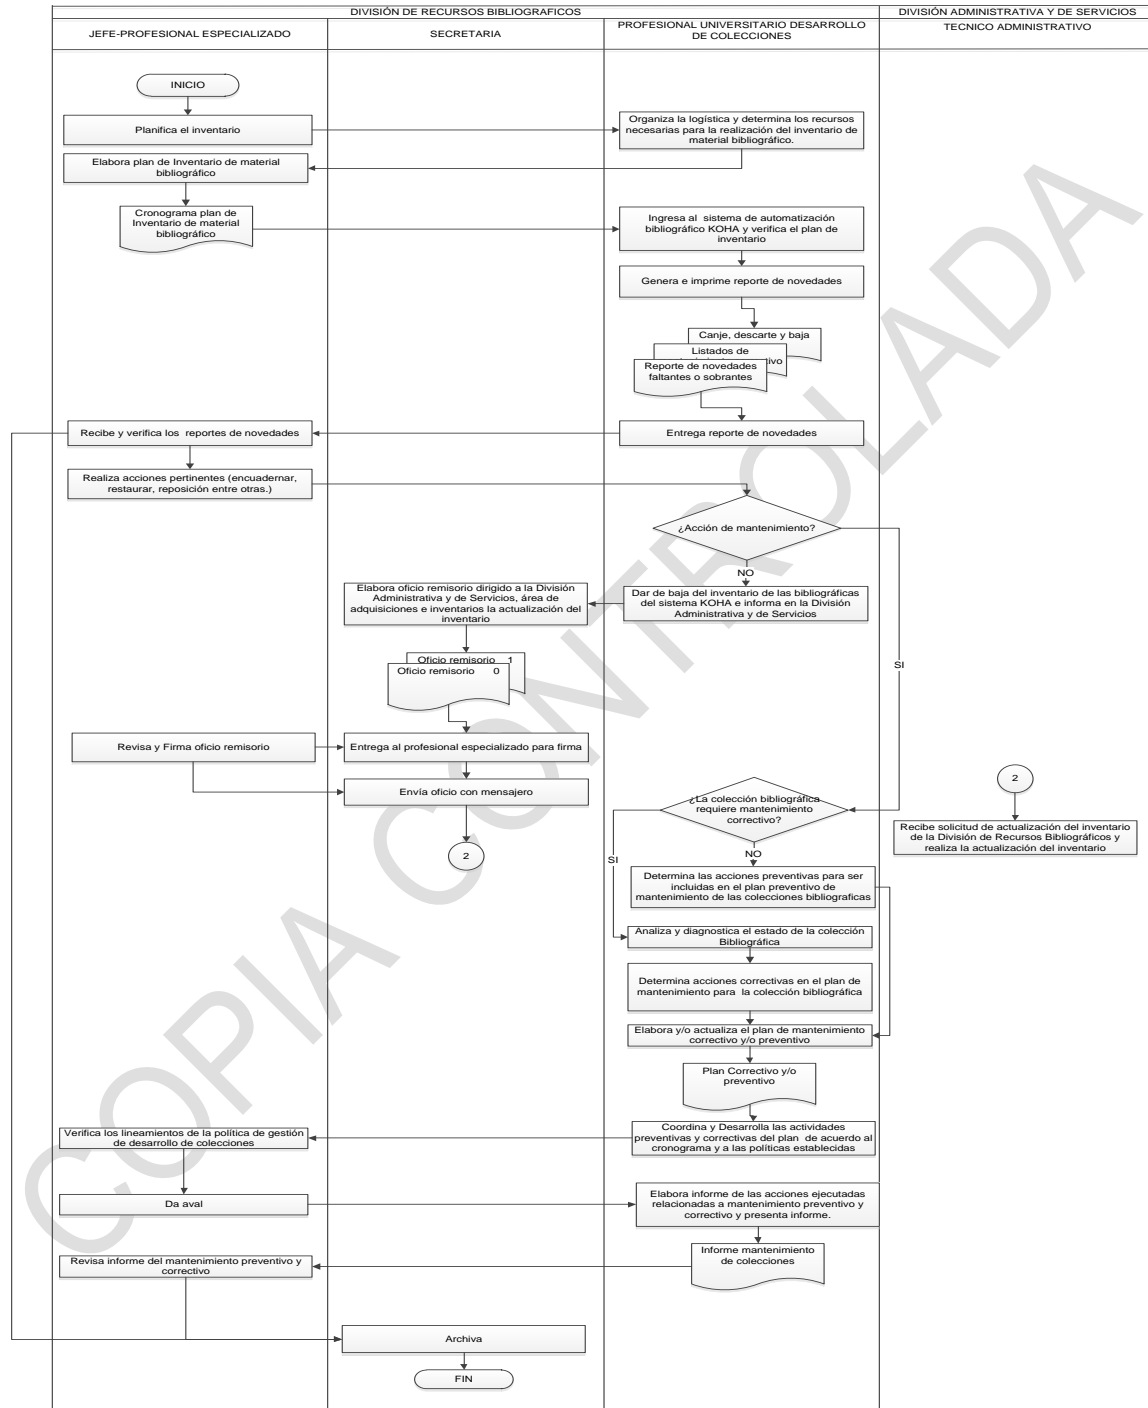 DIVISIÓN DE RECURSOS BIBLIOGRAFICOS
DIVISIÓN ADMINISTRATIVA Y DE SERVICIOS
JEFE-PROFESIONAL ESPECIALIZADO
SECRETARIA
PROFESIONAL UNIVERSITARIO DESARROLLO
DE COLECCIONES
TECNICO ADMINISTRATIVO
INICIO
Planifica el inventario
Organiza la logística y determina los recursos
necesarias para la realización del inventario de
material bibliográfico.
Elabora plan de Inventario de material
bibliográfico
Cronograma plan de
Inventario de material
bibliográfico
Ingresa al sistema de automatización
bibliográfico KOHA y verifica el plan de
inventario
Genera e imprime reporte de novedades
Canje, descarte y baja
Listados de
Reporte de novedades
faltantes o sobrantes
Entrega reporte de novedades
Recibe y verifica los reportes de novedades
Realiza acciones pertinentes (encuadernar,
restaurar, reposición entre otras.)
¿Acción de mantenimiento?
NO
SI
Dar de baja del inventario de las bibliográficas
del sistema KOHA e informa en la División
Administrativa y de Servicios
Elabora oficio remisorio dirigido a la División
Administrativa y de Servicios, área de
adquisiciones e inventarios la actualización del
inventario
Oficio remisorio 1
Oficio remisorio 0
Revisa y Firma oficio remisorio
Entrega al profesional especializado para firma
Envía oficio con mensajero
2
2
Recibe solicitud de actualización del inventario
de la División de Recursos Bibliográficos y
realiza la actualización del inventario
¿La colección bibliográfica
requiere mantenimiento
correctivo?
NO
SI
Determina las acciones preventivas para ser
incluidas en el plan preventivo de
mantenimiento de las colecciones bibliograficas
Analiza y diagnostica el estado de la colección
Bibliográfica
Determina acciones correctivas en el plan de
mantenimiento para la colección bibliográfica
Elabora y/o actualiza el plan de mantenimiento
correctivo y/o preventivo
Plan Correctivo y/o
preventivo
Coordina y Desarrolla las actividades
preventivas y correctivas del plan de acuerdo al
cronograma y a las políticas establecidas
Verifica los lineamientos de la política de gestión
de desarrollo de colecciones
Da aval
Elabora informe de las acciones ejecutadas
relacionadas a mantenimiento preventivo y
correctivo y presenta informe.
Informe mantenimiento
de colecciones
Revisa informe del mantenimiento preventivo y
correctivo
Archiva
FIN
COPIA CONTROLADA